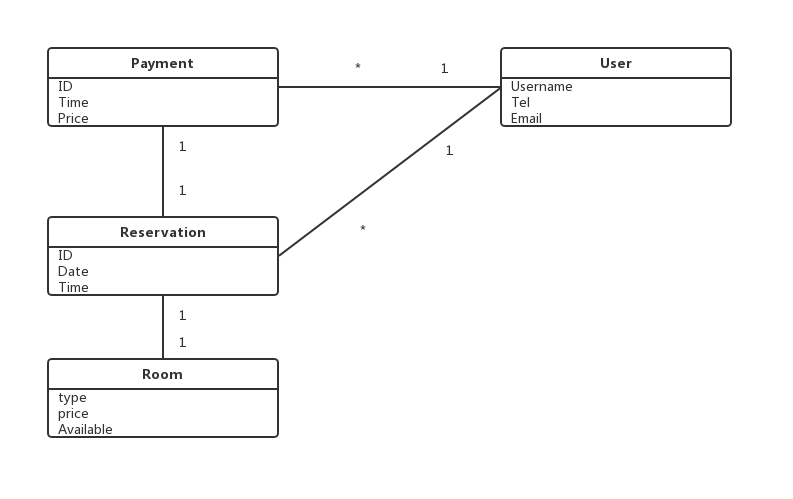 Payment
ID
Time
Price
* 1
User
Username
Tel
Email
1
1
1
*
Reservation
ID
Date
Time
1
1
Room
type
price
Available